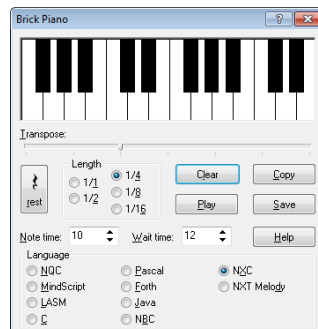 Brick Piano
Transpose:
Length
1/1
1/2
1/4
1/8
1/16
rest
Clear
Copy
Play
Save
Note time: 10
Wait time: 12
Help
Language
NQC
MindScript
LASM
C
Pascal
Forth
Java
NBC
NXC
NXT Melody